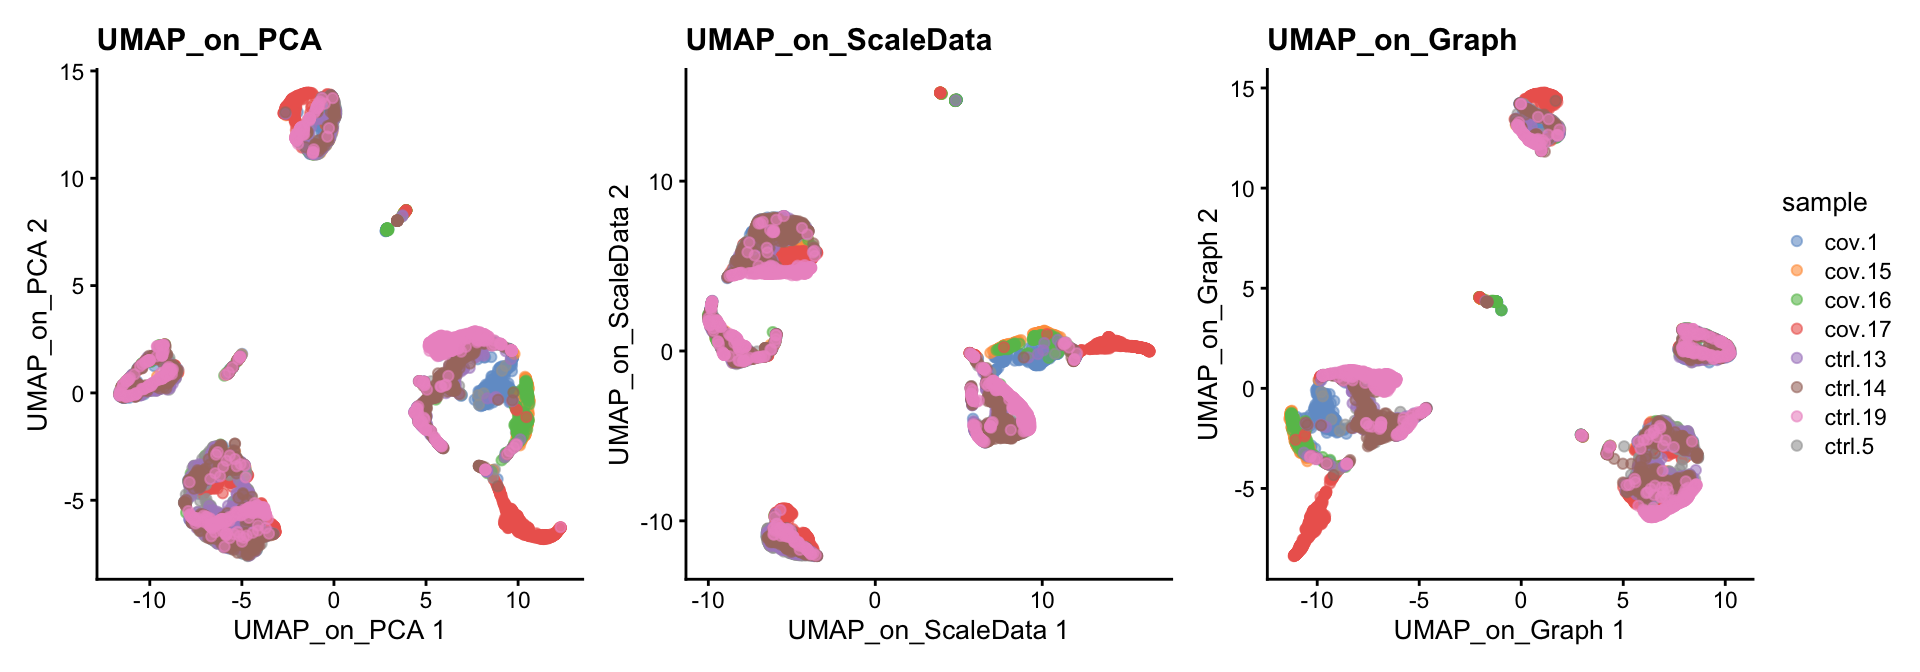 UMAP_on_PCA
UMAP_on_ScaleData
UMAP_on_Graph
15
10
5
0
-5
UMAP_on_PCA 2
-10
-5
0
5
10
UMAP_on_PCA 1
10
0
-10
UMAP_on_ScaleData 2
-10
0
10
UMAP_on_ScaleData 1
15
10
5
0
-5
UMAP_on_Graph 2
-10
-5
0
5
10
UMAP_on_Graph 1
sample
cov.1
cov.15
cov.16
cov.17
ctrl.13
ctrl.14
ctrl.19
ctrl.5